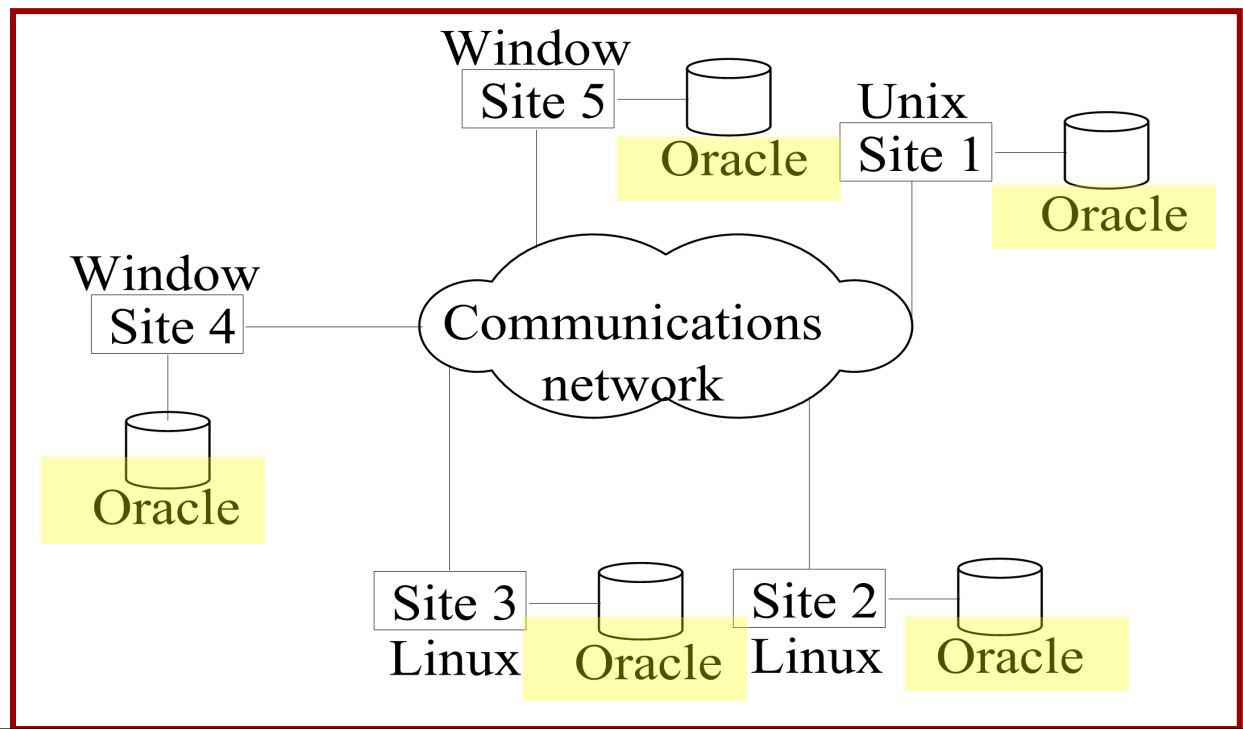 Window
Site 5
Oracle
Unix
Site 1
Oracle
Window
Site 4
Oracle
Communications
network
Site 3
Linux
Oracle
Site 2
Linux
Oracle